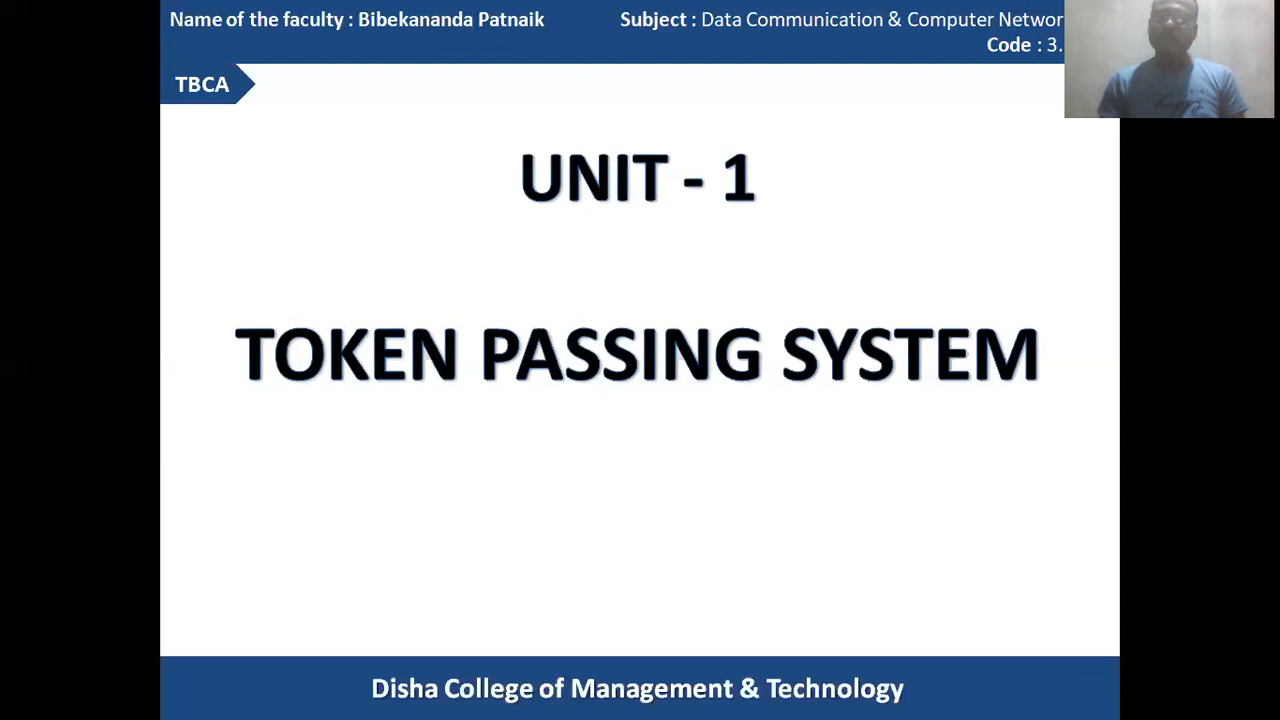 Name of the faculty : Bibekananda Patnaik
Subject : Data Communication & Computer Networ
Code : 3.
TBCA
UNIT - 1
TOKEN PASSING SYSTEM
Disha College of Management & Technology